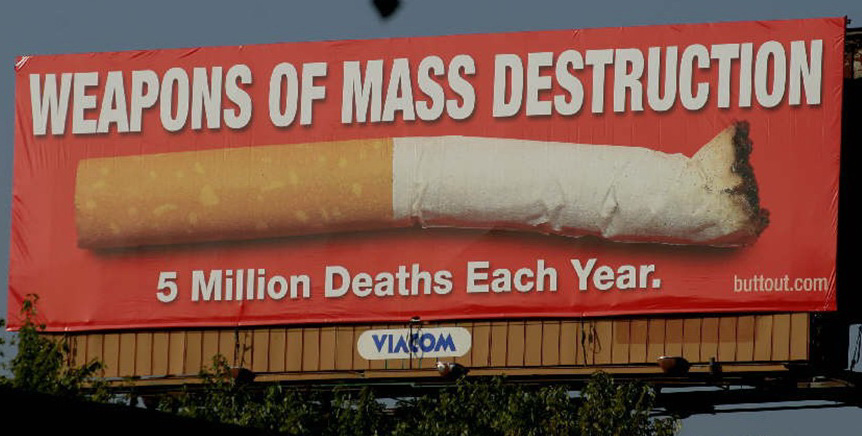 WEAPONS OF MASS DESTRUCTION
5 Million Deaths Each Year.
buttout.com
VIACOM